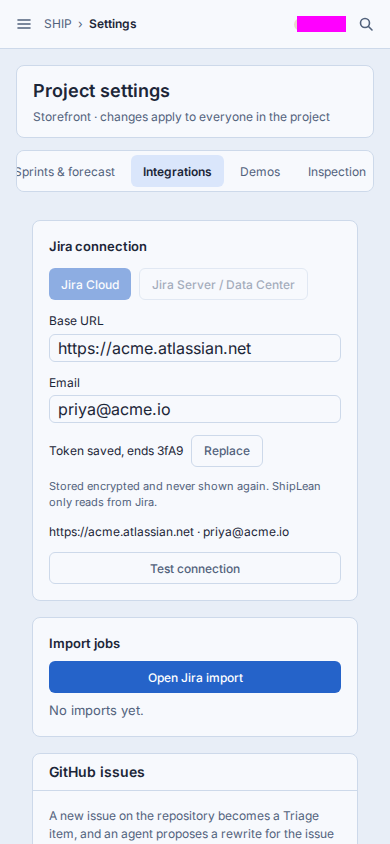 SHIP › Settings
Project settings
Storefront · changes apply to everyone in the project
Sprints & forecast Integrations Demos Inspection
Jira connection
Jira Cloud Jira Server / Data Center
Base URL
https://acme.atlassian.net
Email
priya@acme.io
Token saved, ends 3fA9 Replace
Stored encrypted and never shown again. ShipLean
only reads from Jira.
https://acme.atlassian.net · priya@acme.io
Test connection
Import jobs
Open Jira import
No imports yet.
GitHub issues
A new issue on the repository becomes a Triage
item, and an agent proposes a rewrite for the issue